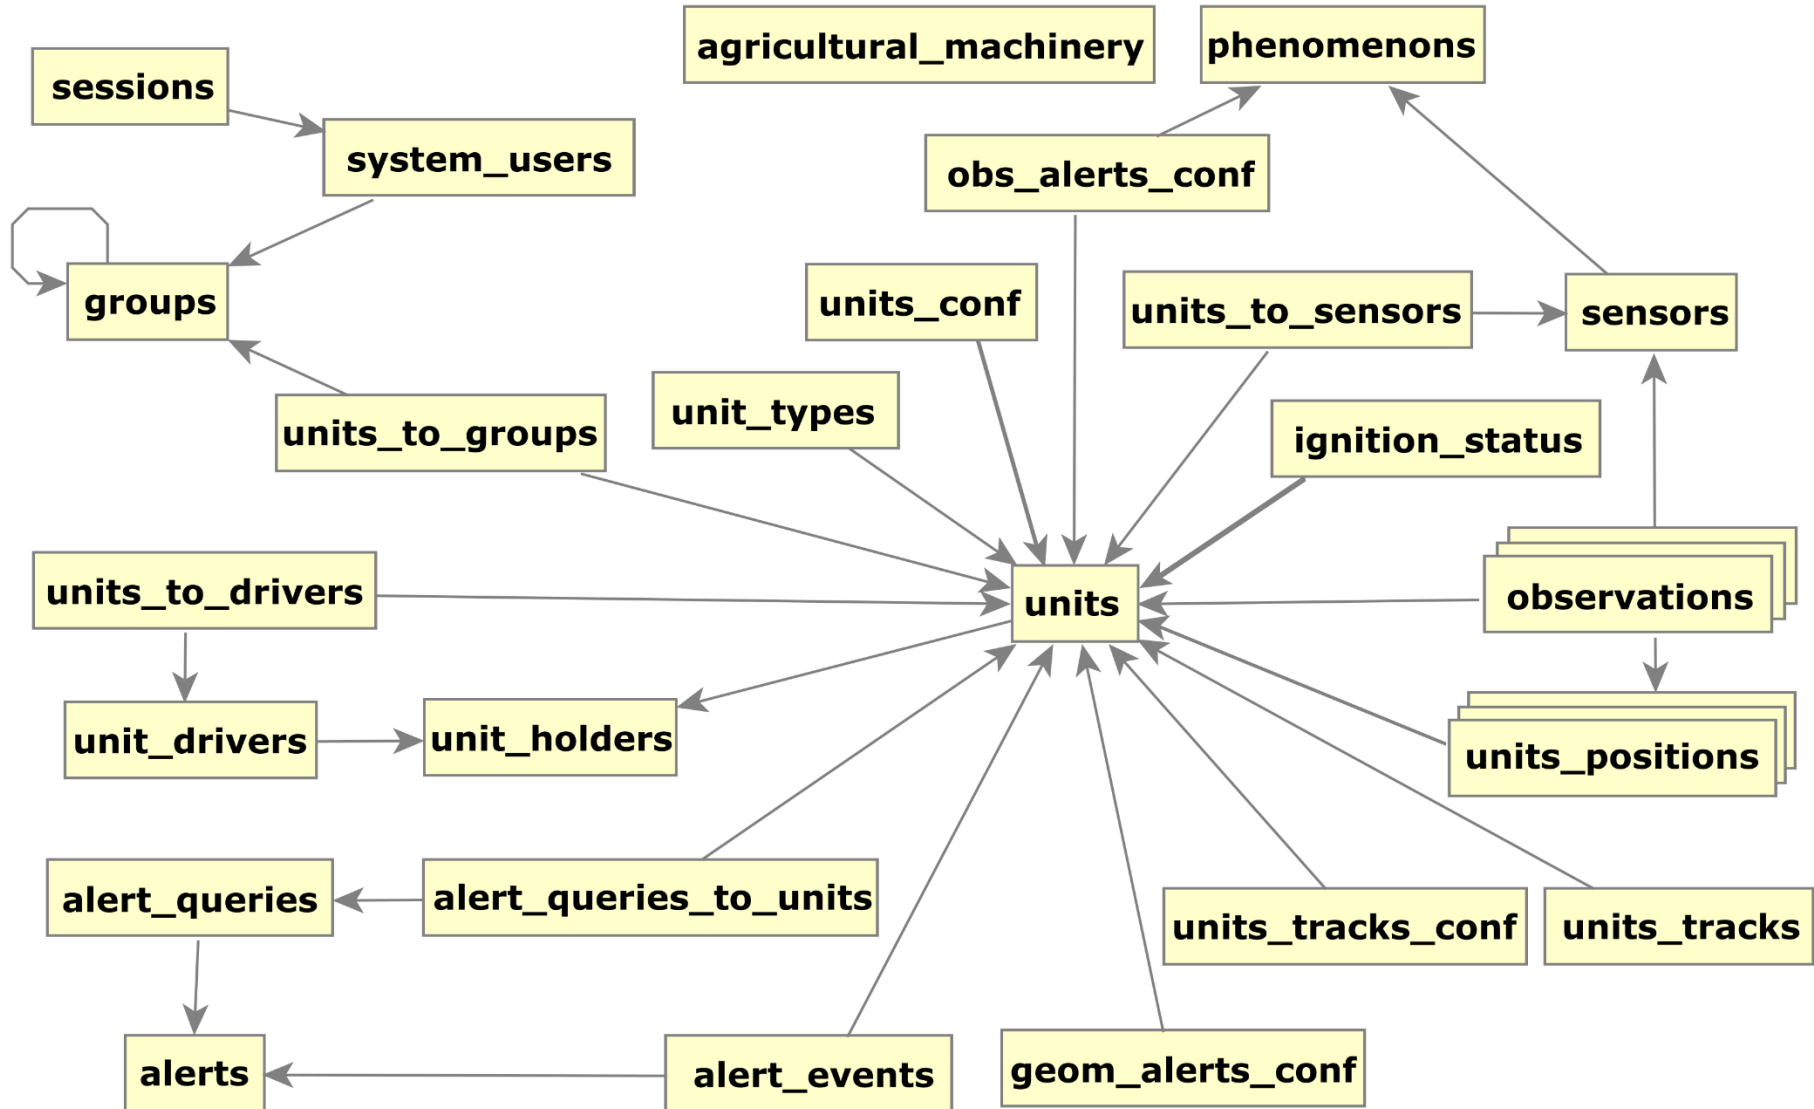 agricultural_machinery
phenomenons
sessions
system_users
obs_alerts_conf
groups
units_conf
units_to_sensors
sensors
unit_types
units_to_groups
ignition_status
units_to_drivers
units
observations
unit_drivers
unit_holders
units_positions
alert_queries
alert_queries_to_units
units_tracks_conf
units_tracks
alerts
alert_events
geom_alerts_conf